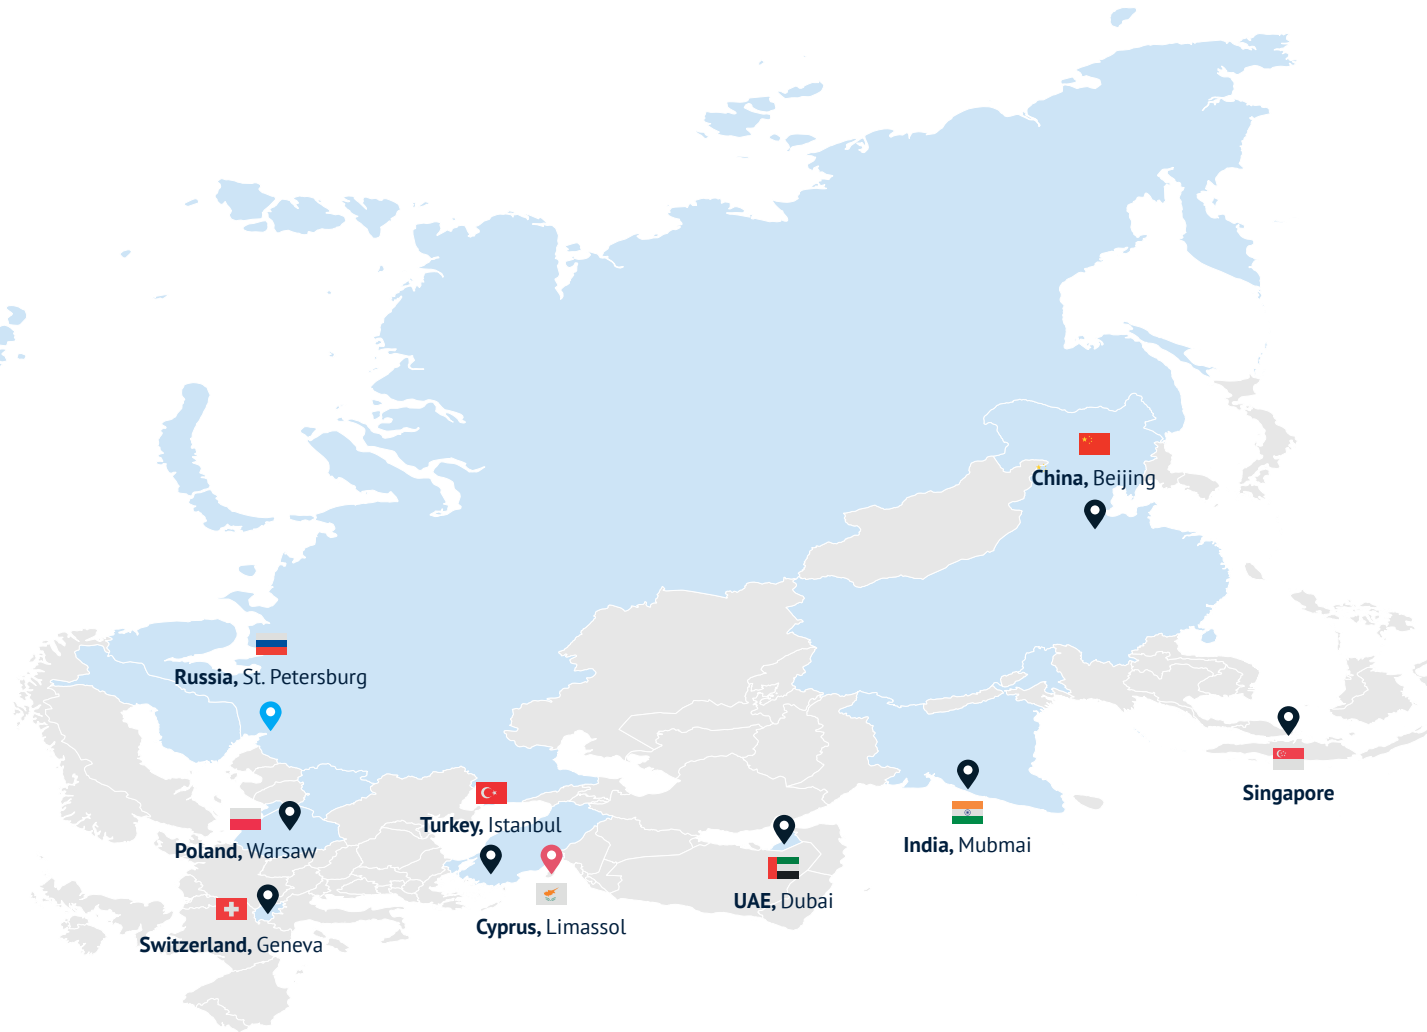 China, Beijing
Russia, St. Petersburg
Singapore
Turkey, Istanbul
India, Mubmai
Poland, Warsaw
UAE, Dubai
Cyprus, Limassol
Switzerland, Geneva